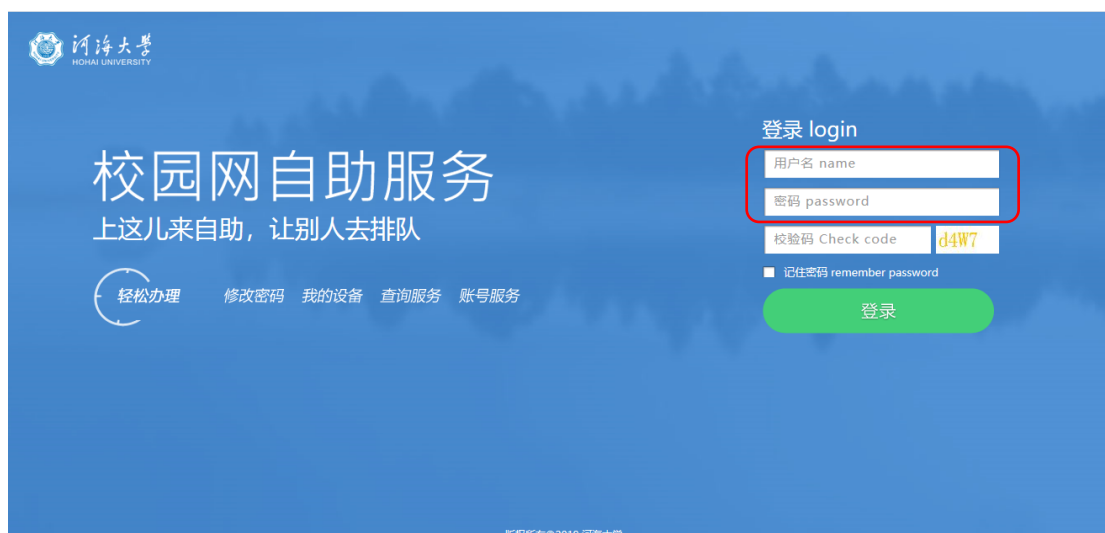 河海大学
HOHAI UNIVERSITY
校园网自助服务
上这儿来自助，让别人去排队
轻松办理 修改密码 我的设备 查询服务 账号服务
登录 login
用户名 name
密码 password
校验码 Check code d4W7
记住密码 remember password
登录